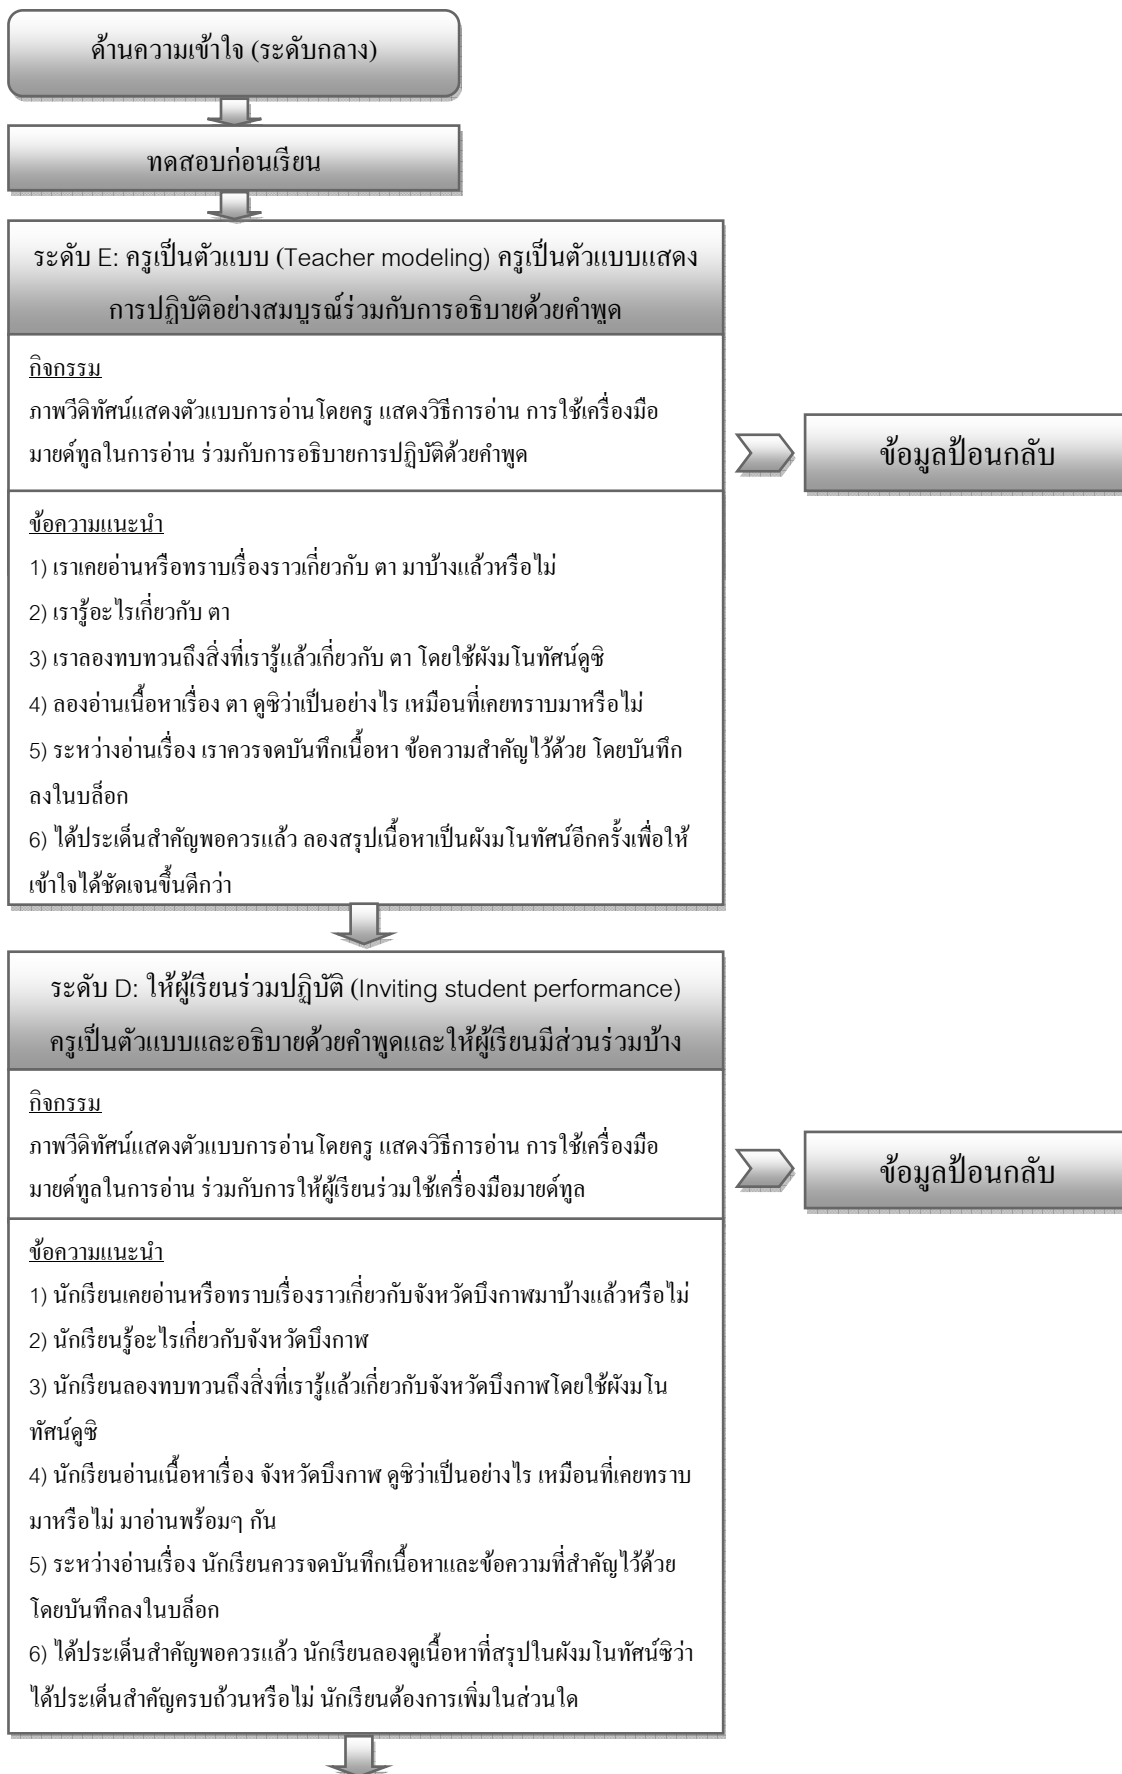 ด้านความเข้าใจ (ระดับกลาง)
ทดสอบก่อนเรียน
ระดับ E: ครูเป็นตัวแบบ (Teacher modeling) ครูเป็นตัวแบบแสดง
การปฏิบัติอย่างสมบูรณ์ร่วมกับการอธิบายด้วยคำพูด
กิจกรรม
ภาพวีดิทัศน์แสดงตัวแบบการอ่านโดยครู แสดงวิธีการอ่าน การใช้เครื่องมือ
มายด์ทูลในการอ่าน ร่วมกับการอธิบายการปฏิบัติด้วยคำพูด
ข้อมูลป้อนกลับ
ข้อความแนะนำ
1) เราเคยอ่านหรือทราบเรื่องราวเกี่ยวกับ ตา มาบ้างแล้วหรือไม่
2) เรารู้อะไรเกี่ยวกับ ตา
3) เราลองทบทวนถึงสิ่งที่เรารู้แล้วเกี่ยวกับ ตา โดยใช้ผังมโนทัศน์ดูซิ
4) ลองอ่านเนื้อหาเรื่อง ตา ดูซิว่าเป็นอย่างไร เหมือนที่เคยทราบมาหรือไม่
5) ระหว่างอ่านเรื่อง เราควรจดบันทึกเนื้อหา ข้อความสำคัญไว้ด้วย โดยบันทึก
ลงในบล็อก
6) ได้ประเด็นสำคัญพอควรแล้ว ลองสรุปเนื้อหาเป็นผังมโนทัศน์อีกครั้งเพื่อให้
เข้าใจได้ชัดเจนขึ้นดีกว่า
ระดับ D: ให้ผู้เรียนร่วมปฏิบัติ (Inviting student performance)
ครูเป็นตัวแบบและอธิบายด้วยคำพูดและให้ผู้เรียนมีส่วนร่วมบ้าง
กิจกรรม
ภาพวีดิทัศน์แสดงตัวแบบการอ่านโดยครู แสดงวิธีการอ่าน การใช้เครื่องมือ
มายด์ทูลในการอ่าน ร่วมกับการให้ผู้เรียนร่วมใช้เครื่องมือมายด์ทูล
ข้อมูลป้อนกลับ
ข้อความแนะนำ
1) นักเรียนเคยอ่านหรือทราบเรื่องราวเกี่ยวกับจังหวัดบึงกาฬมาบ้างแล้วหรือไม่
2) นักเรียนรู้อะไรเกี่ยวกับจังหวัดบึงกาฬ
3) นักเรียนลองทบทวนถึงสิ่งที่เรารู้แล้วเกี่ยวกับจังหวัดบึงกาฬโดยใช้ผังมโน
ทัศน์ดูซิ
4) นักเรียนอ่านเนื้อหาเรื่อง จังหวัดบึงกาฬ ดูซิว่าเป็นอย่างไร เหมือนที่เคยทราบ
มาหรือไม่ มาอ่านพร้อมๆ กัน
5) ระหว่างอ่านเรื่อง นักเรียนควรจดบันทึกเนื้อหาและข้อความที่สำคัญไว้ด้วย
โดยบันทึกลงในบล็อก
6) ได้ประเด็นสำคัญพอควรแล้ว นักเรียนลองดูเนื้อหาที่สรุปในผังมโนทัศน์ซิว่า
ได้ประเด็นสำคัญครบถ้วนหรือไม่ นักเรียนต้องการเพิ่มในส่วนใด